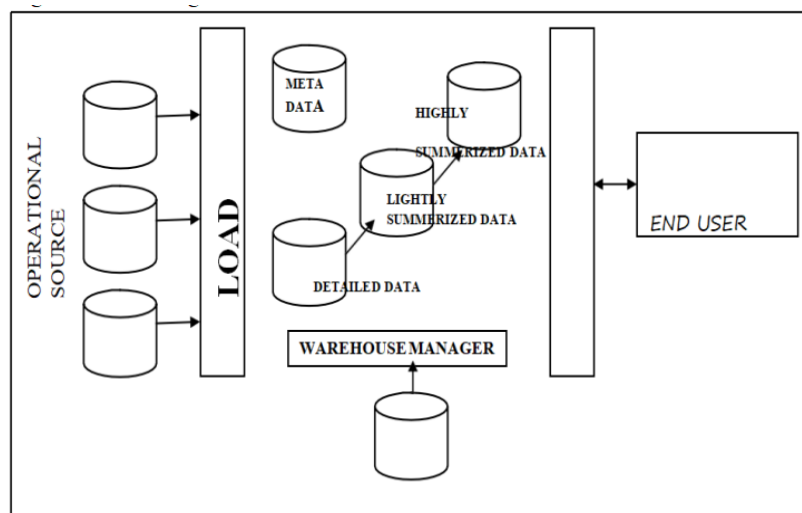 OPERATIONAL
SOURCE
LOAD
META
DATA
HIGHLY
SUMMERIZED DATA
LIGHTLY
SUMMERIZED DATA
DETAILED DATA
WAREHOUSE MANAGER
END USER